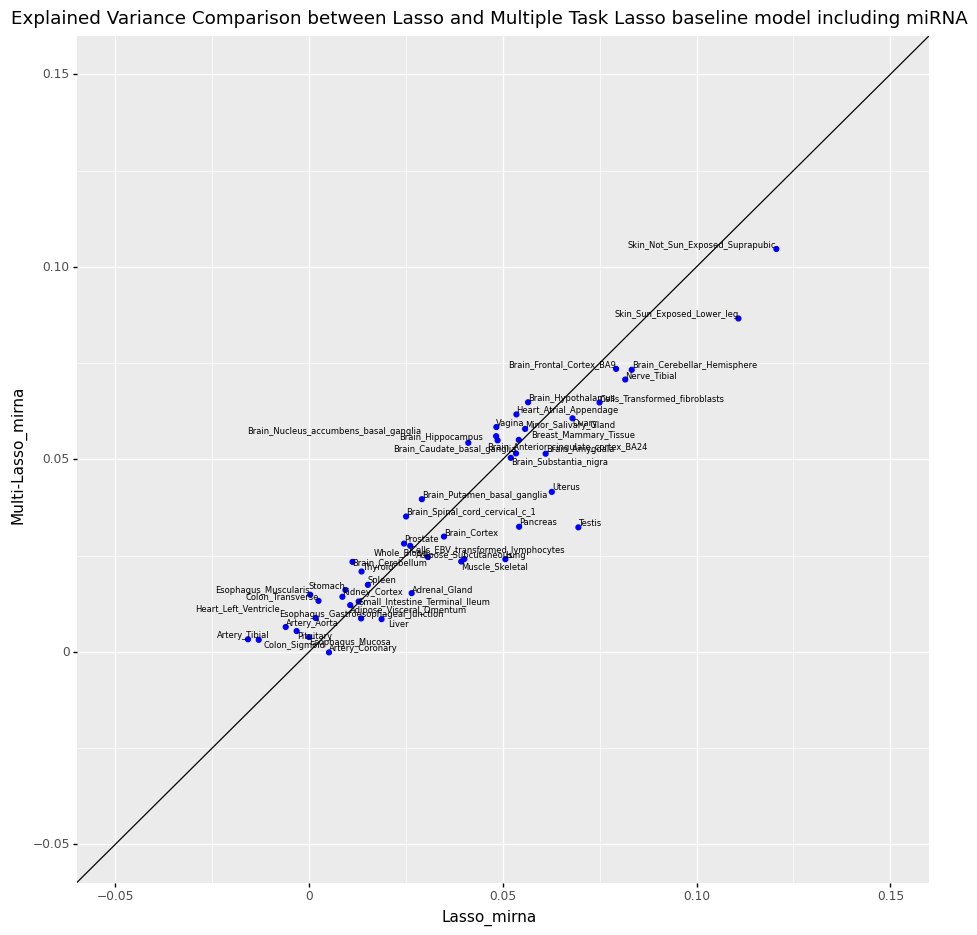 Explained Variance Comparison between Lasso and Multiple Task Lasso baseline model including miRNA
0.15
Skin_Not_Sun_Exposed_Suprapubic
0.10
Skin_Sun_Exposed_Lower_leg
Brain_Frontal_Cortex_BA9
Brain_Cerebellar_Hemisphere
Nerve_Tibial
Brain_Hypothalamus
Cells_Transformed_fibroblasts
Heart_Atrial_Appendage
Vagina
Minor_Salivary_Gland
Ovary
Brain_Nucleus_accumbens_basal_ganglia
Brain_Hippocampus
Breast_Mammary_Tissue
Brain_Caudate_basal_ganglia
Brain_Anterior_cingulate_cortex_BA24
Brain_Amygdala
0.05
Brain_Substantia_nigra
Uterus
Brain_Putamen_basal_ganglia
Brain_Spinal_cord_cervical_c_1
Pancreas
Testis
Brain_Cortex
Prostate
Cells_EBV_transformed_lymphocytes
Whole_Blood
Adipose_Subcutaneous
Lung
Brain_Cerebellum
Muscle_Skeletal
Thyroid
Spleen
Stomach
Esophagus_Muscularis
Kidney_Cortex
Adrenal_Gland
Colon_Transverse
Small_Intestine_Terminal_Ileum
Heart_Left_Ventricle
Adipose_Visceral_Omentum
Esophagus_Gastroesophageal_Junction
Artery_Aorta
Liver
Artery_Tibial
Pituitary
Colon_Sigmoid
Esophagus_Mucosa
Artery_Coronary
0
−0.05
Multi-Lasso_mirna
−0.05
0
0.05
0.10
0.15
Lasso_mirna